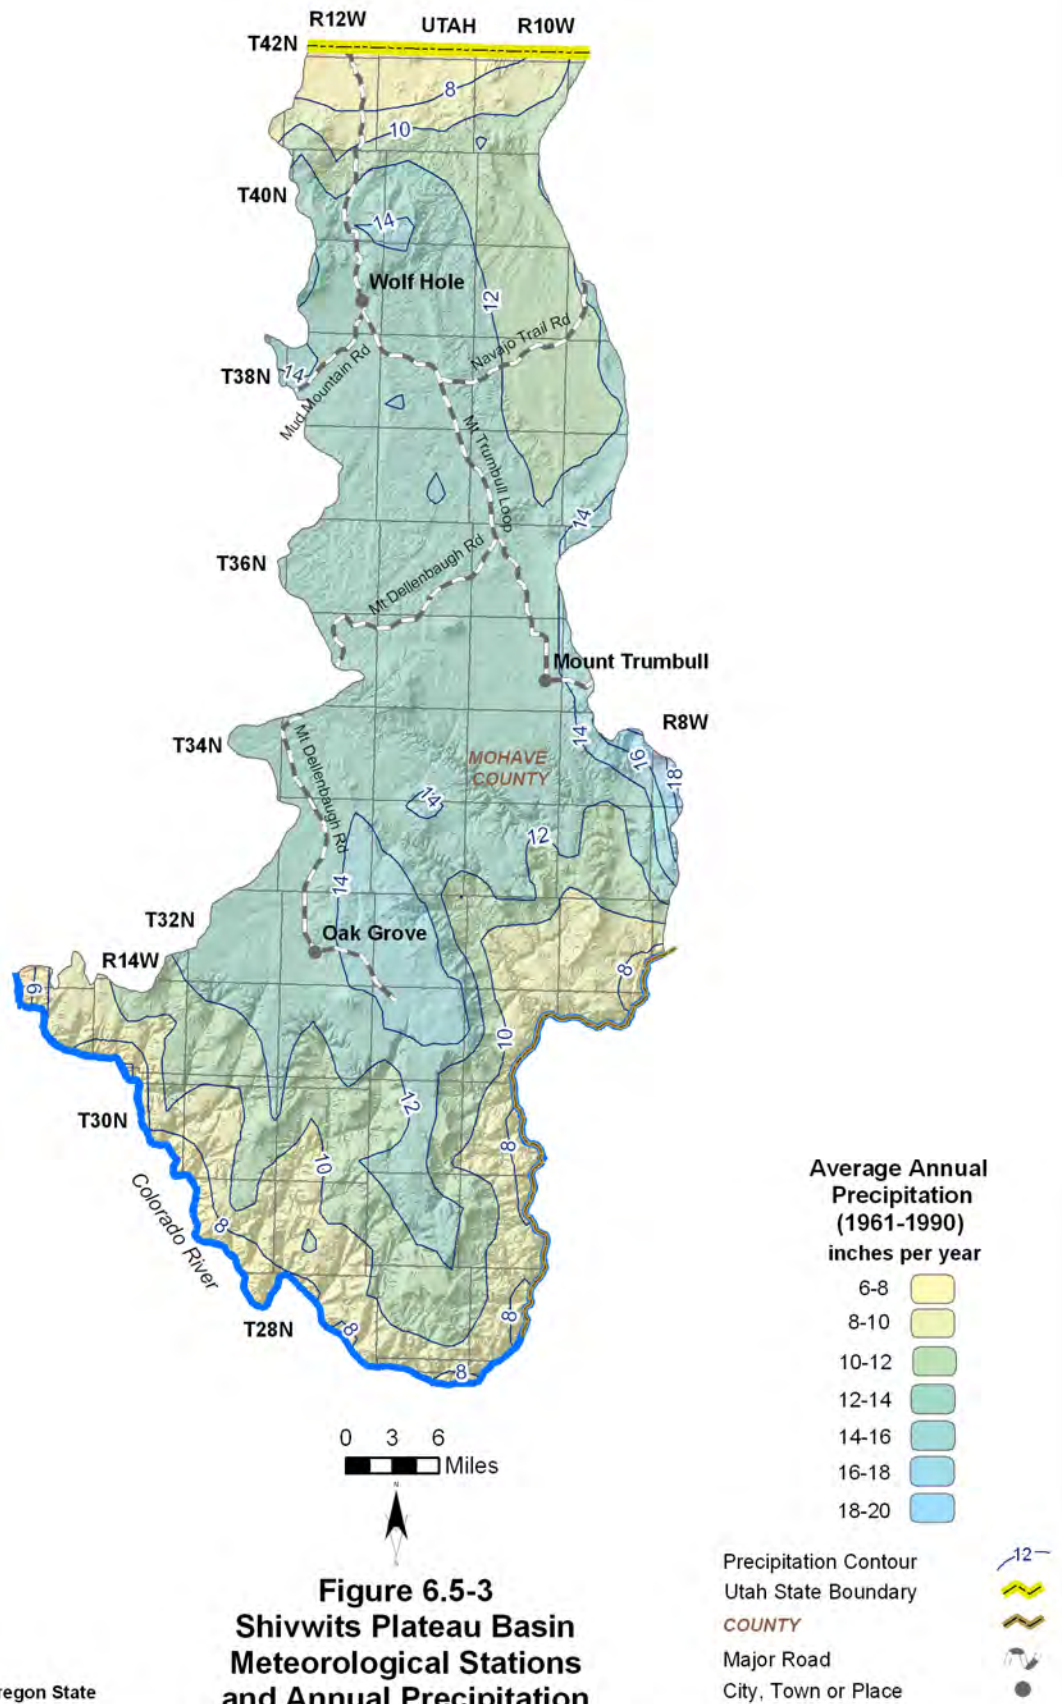 R12W
UTAH
R10W
T42N
8
10
T40N
14
Wolf Hole
12
Navajo Trail Rd
T38N
14
Mud Mountain Rd
Mt Trumbull Loop
14
T36N
Mt Dellenbaugh Rd
Mount Trumbull
R8W
14
T34N
16
18
Mt Dellenbaugh Rd
MOHAVE
COUNTY
14
12
14
T32N
Oak Grove
R14W
8
10
12
T30N
8
10
Colorado River
8
T28N
8
8
8
Average Annual
Precipitation
(1961-1990)
inches per year
6-8
8-10
10-12
12-14
14-16
16-18
18-20
0 3 6
Miles
N
Figure 6.5-3
Shivwits Plateau Basin
Meteorological Stations
and Annual Precipitation
Precipitation Contour
12
Utah State Boundary
COUNTY
Major Road
City, Town or Place
regon State